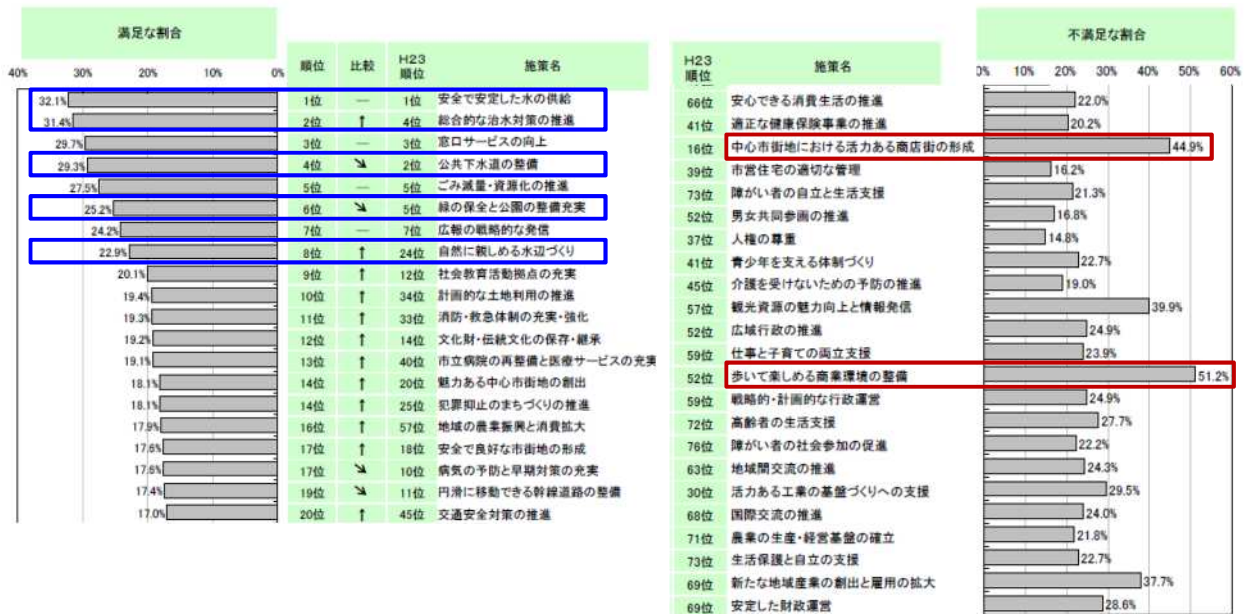 満足な割合
40% 30% 20% 10% 0% 順位 比較 H23順位 施策名
32.1% 1位 — 1位 安全で安定した水の供給
31.4% 2位 ↑ 4位 総合的な治水対策の推進
29.7% 3位 — 3位 窓口サービスの向上
29.3% 4位 ↘ 2位 公共下水道の整備
27.5% 5位 — 5位 ごみ減量・資源化の推進
25.2% 6位 ↘ 5位 緑の保全と公園の整備充実
24.2% 7位 — 7位 広報の戦略的な発信
22.9% 8位 ↑ 24位 自然に親しめる水辺づくり
20.1% 9位 ↑ 12位 社会教育活動拠点の充実
19.4% 10位 ↑ 34位 計画的な土地利用の推進
19.3% 11位 ↑ 33位 消防・救急体制の充実・強化
19.2% 12位 ↑ 14位 文化財・伝統文化の保存・継承
19.1% 13位 ↑ 40位 市立病院の再整備と医療サービスの充実
18.1% 14位 ↑ 20位 魅力ある中心市街地の創出
18.1% 14位 ↑ 25位 犯罪抑止のまちづくりの推進
17.9% 16位 ↑ 57位 地域の農業振興と消費拡大
17.6% 17位 ↑ 18位 安全で良好な市街地の形成
17.6% 17位 ↘ 10位 病気の予防と早期対策の充実
17.4% 19位 ↘ 11位 円滑に移動できる幹線道路の整備
17.0% 20位 ↑ 45位 交通安全対策の推進
不満足な割合
H23順位 施策名 0% 10% 20% 30% 40% 50% 60%
66位 安心できる消費生活の推進 22.0%
41位 適正な健康保険事業の推進 20.2%
16位 中心市街地における活力ある商店街の形成 44.9%
39位 市営住宅の適切な管理 16.2%
73位 障がい者の自立と生活支援 21.3%
52位 男女共同参画の推進 16.8%
37位 人権の尊重 14.8%
41位 青少年を支える体制づくり 22.7%
45位 介護を受けないための予防の推進 19.0%
57位 観光資源の魅力向上と情報発信 39.9%
52位 広域行政の推進 24.9%
59位 仕事と子育ての両立支援 23.9%
52位 歩いて楽しめる商業環境の整備 51.2%
59位 戦略的・計画的な行政運営 24.9%
72位 高齢者の生活支援 27.7%
76位 障がい者の社会参加の促進 22.2%
63位 地域間交流の推進 24.3%
30位 活力ある工業の基盤づくりへの支援 29.5%
68位 国際交流の推進 24.0%
71位 農業の生産・経営基盤の確立 21.8%
73位 生活保護と自立の支援 22.7%
69位 新たな地域産業の創出と雇用の拡大 37.7%
69位 安定した財政運営 28.6%